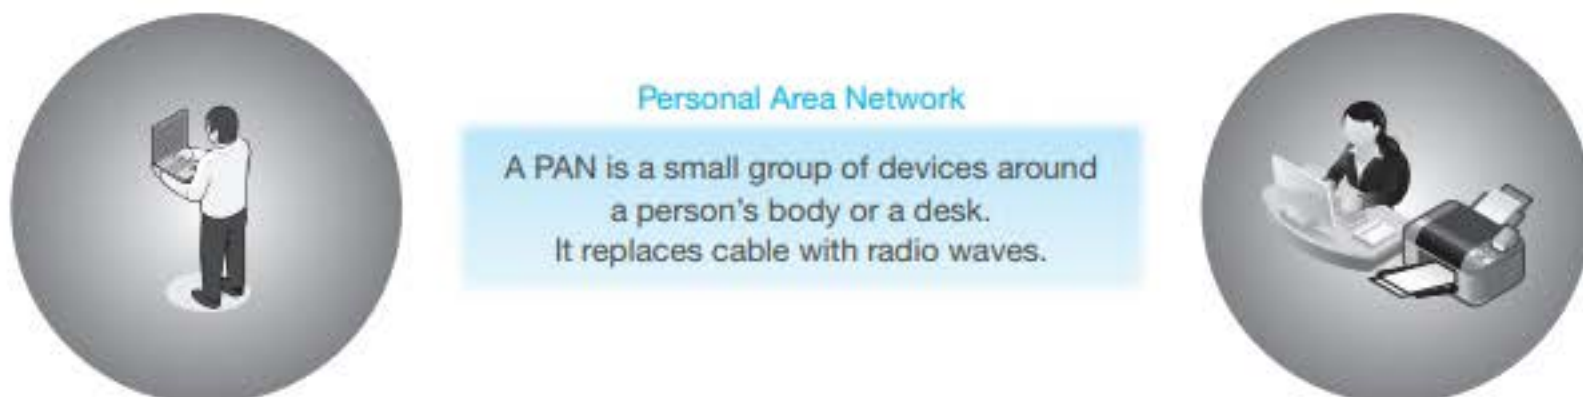 Personal Area Network
A PAN is a small group of devices around
a person's body or a desk.
It replaces cable with radio waves.